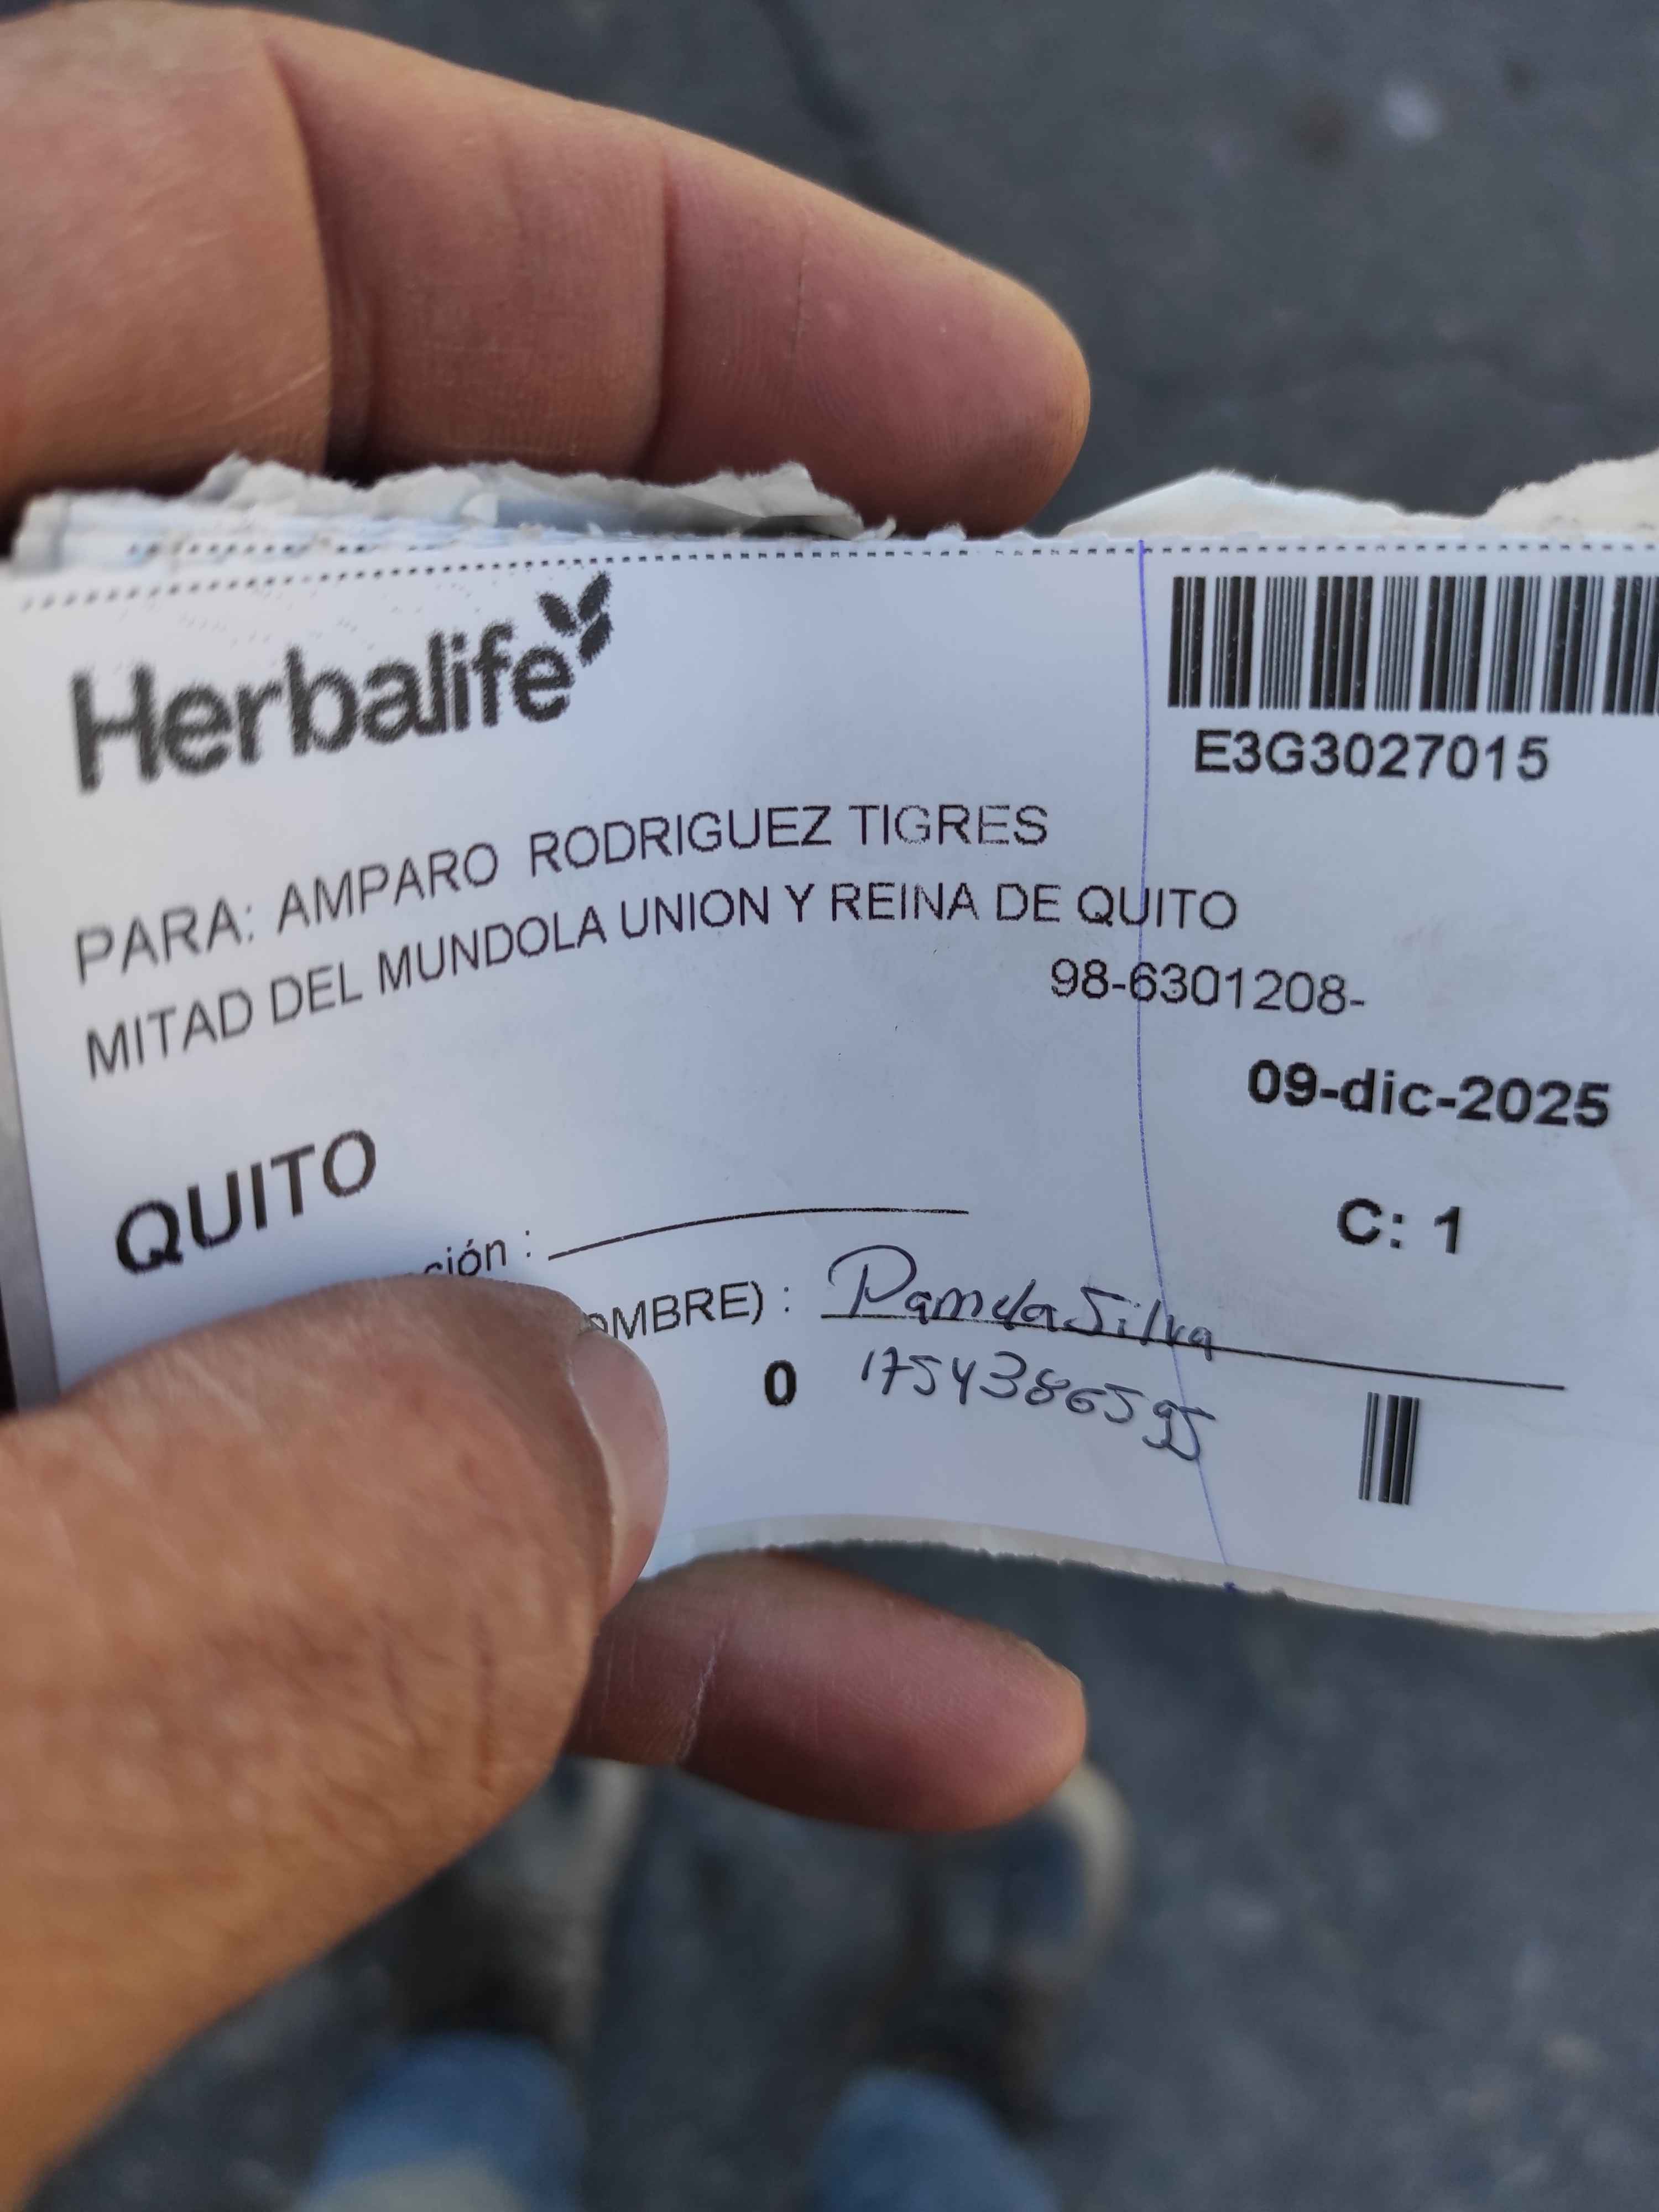 Herbalife
E3G3027015
PARA: AMPARO RODRIGUEZ TIGRES
MITAD DEL MUNDOLA UNION Y REINA DE QUITO
98-6301208-
09-dic-2025
QUITO
C: 1
ción :
OMBRE) : Pamela Silva
0